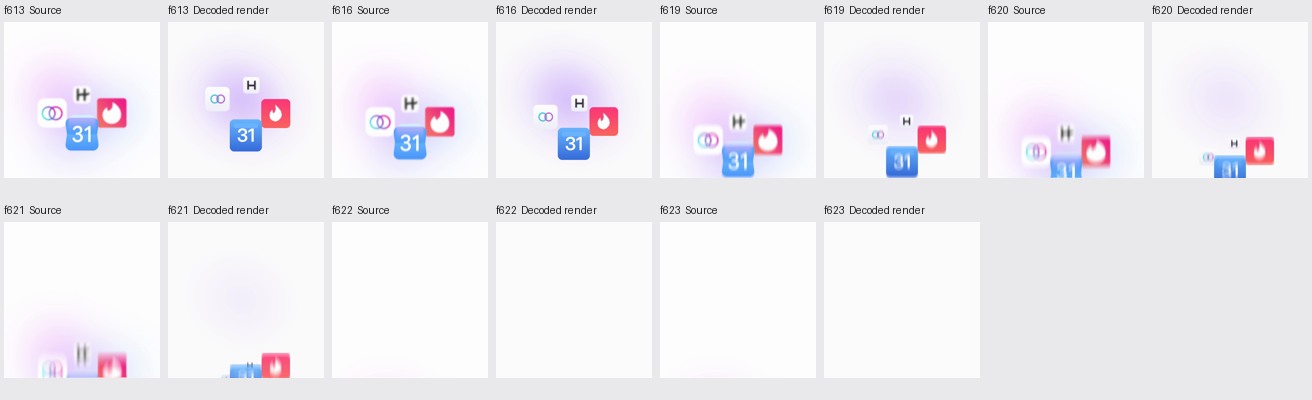 f613 Source
f613 Decoded render
f616 Source
f616 Decoded render
f619 Source
f619 Decoded render
f620 Source
f620 Decoded render
H
31
H
31
H
31
H
31
H
31
H
31
H
31
H
31
f621 Source
f621 Decoded render
f622 Source
f622 Decoded render
f623 Source
f623 Decoded render